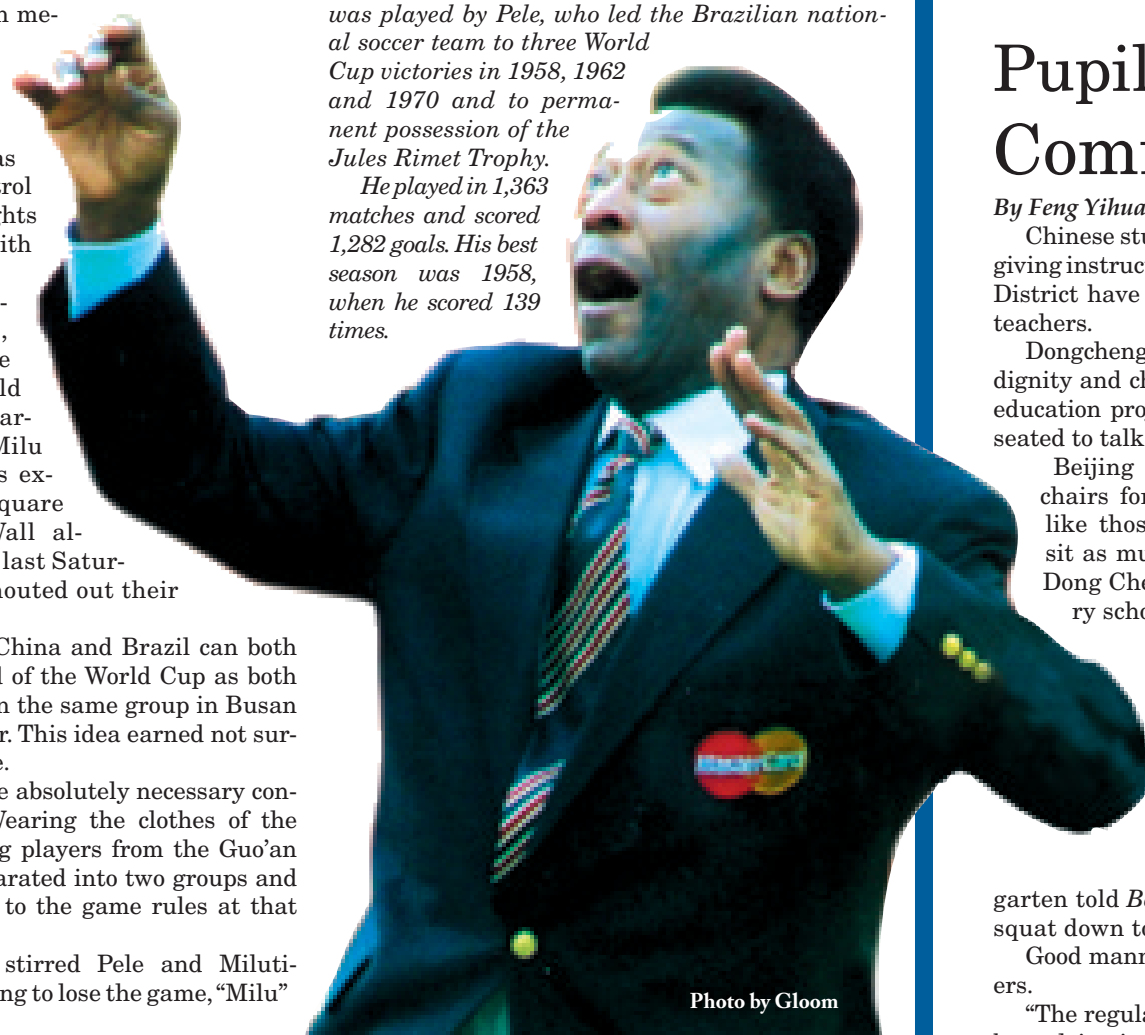 n me-
as
trol
ghts
ith
-
,
e
ld
ar-
Milu
s ex-
quare
Wall al-
last Satur-
houted out their
China and Brazil can both
l of the World Cup as both
n the same group in Busan
r. This idea earned not sur-
e.
e absolutely necessary con-
Wearing the clothes of the
g players from the Guo'an
arated into two groups and
to the game rules at that
stirred Pele and Miluti-
ng to lose the game, "Milu"
was played by Pele, who led the Brazilian nation-
al soccer team to three World
Cup victories in 1958, 1962
and 1970 and to perma-
nent possession of the
Jules Rimet Trophy.
He played in 1,363
matches and scored
1,282 goals. His best
season was 1958,
when he scored 139
times.
MasterCard
Photo by Gloom
Pupil
Com
By Feng Yihua
Chinese stu
giving instruc
District have
teachers.
Dongcheng
dignity and ch
education pro
seated to talk
Beijing
chairs for
like thos
sit as mu
Dong Che
ry scho
garten told B
squat down to
Good mann
ers.
"The regula